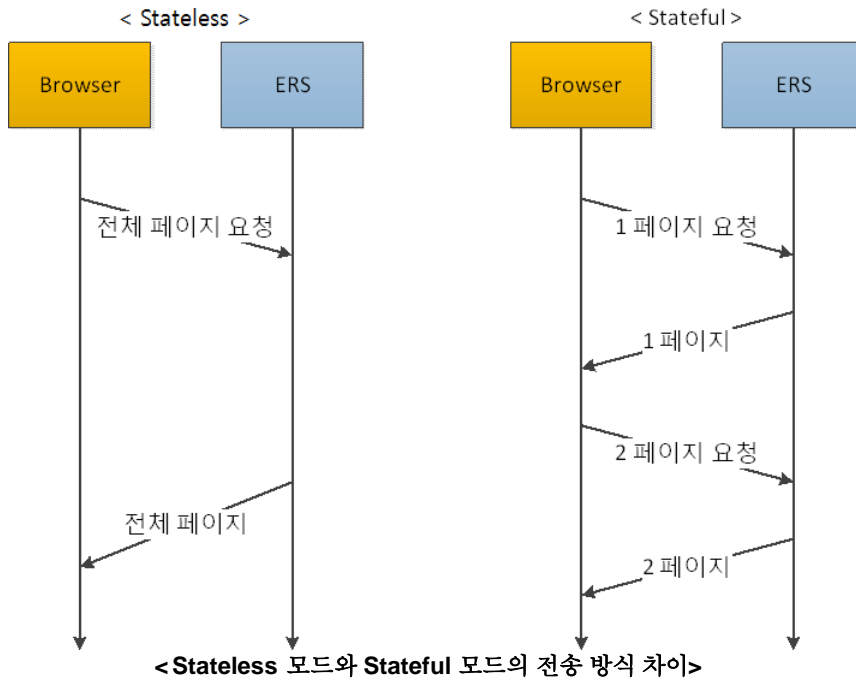 < Stateless >
Browser
ERS
전체 페이지 요청
전체 페이지
< Stateful >
Browser
ERS
1 페이지 요청
1 페이지
2 페이지 요청
2 페이지
< Stateless 모드와 Stateful 모드의 전송 방식 차이>